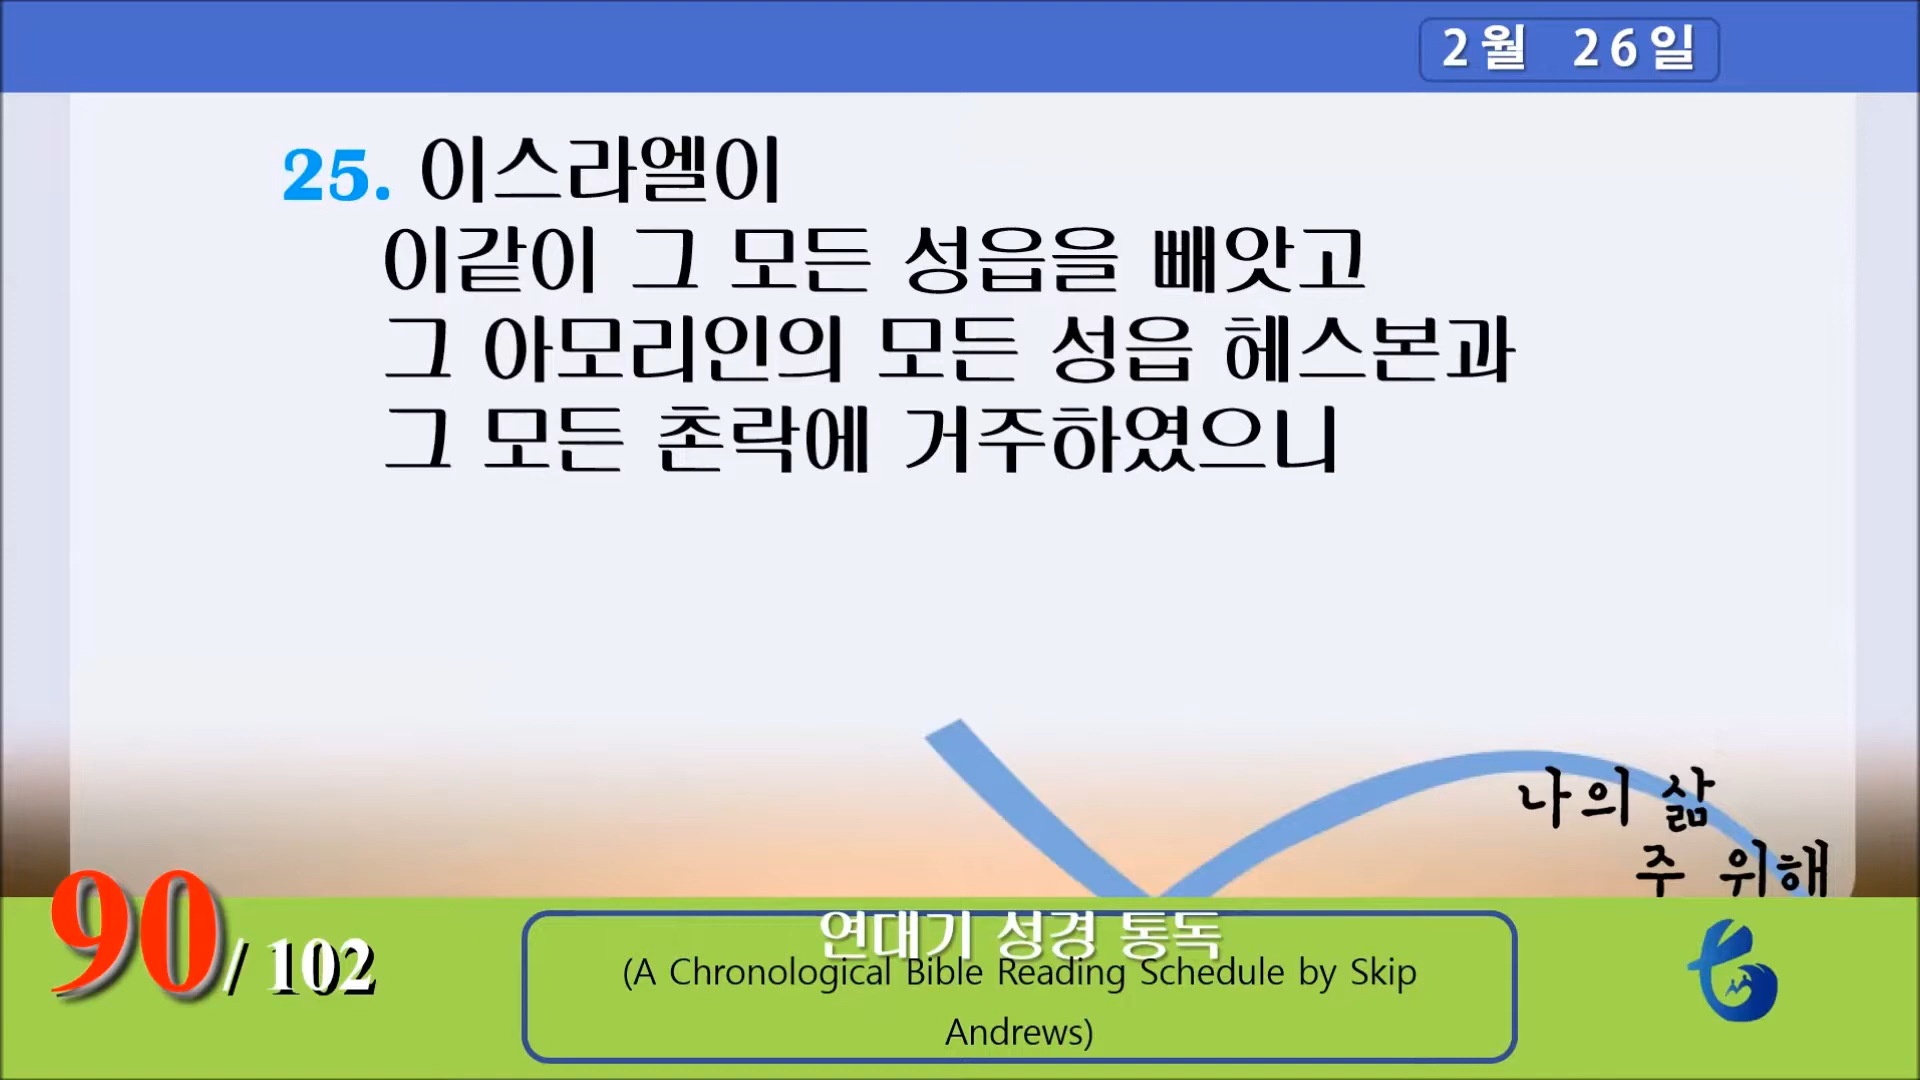 2월 26일
25. 이스라엘이
이같이 그 모든 성읍을 빼앗고
그 아모리인의 모든 성읍 헤스본과
그 모든 촌락에 거주하였으니
나의 삶
주 위해
90/ 102
연대기 성경 통독
(A Chronological Bible Reading Schedule by Skip
Andrews)